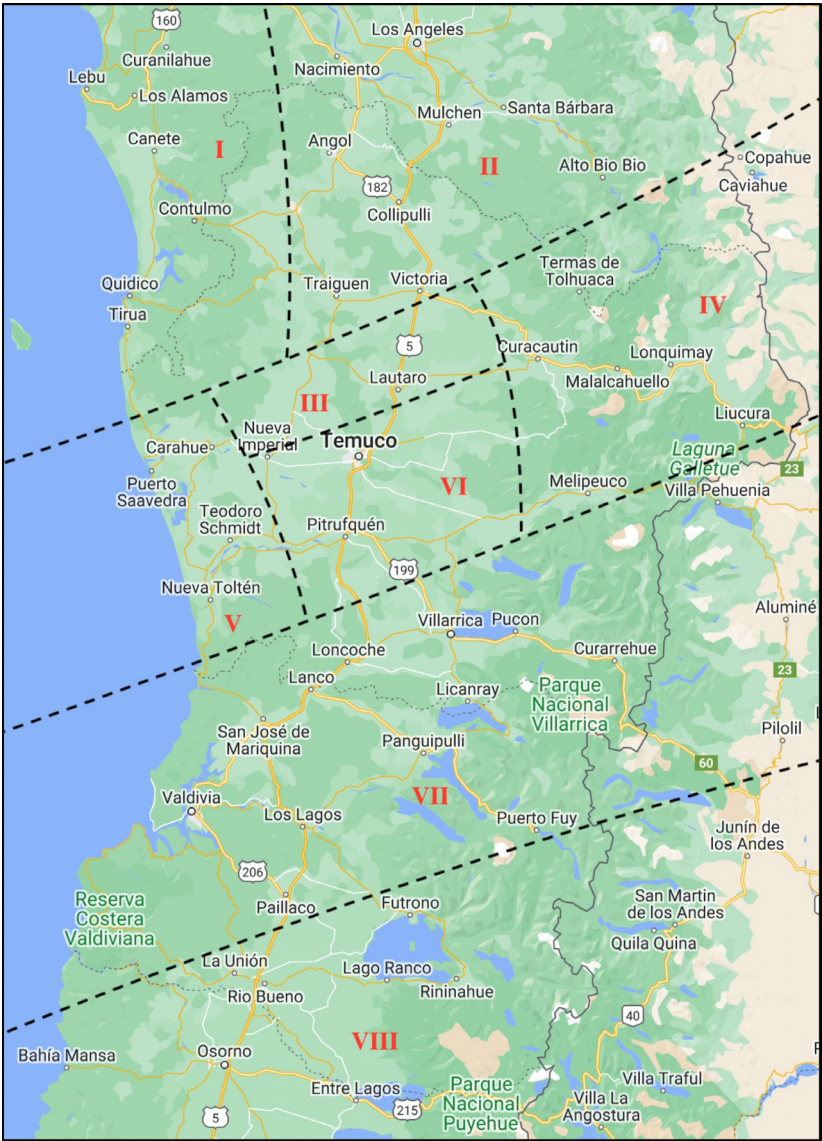 160
Los Angeles
Curanilahue
Nacimiento
Lebu
Los Alamos
Santa Bárbara
Mulchen
Canete
I
Angol
II
Alto Bio Bio
Copahue
Caviahue
182
Collipulli
Contulmo
Termas de
Tolhuaca
Quidico
Traiguen
Victoria
IV
Tirua
5
Curacautin
Lonquimay
Lautaro
Malalcahuello
III
Liucura
Nueva
Imperial
Temuco
Carahue
Laguna
Galletue
23
Puerto
Saavedra
VI
Melipeuco
Villa Pehuenia
Teodoro
Schmidt
Pitrufquén
199
Nueva Toltén
Aluminé
V
Villarrica
Pucon
Loncoche
Curarrehue
23
Lanco
Licanray
Parque
Nacional
Villarrica
L
San José de
Mariquina
Panguipulli
Pilolil
60
VII
Valdivia
Los Lagos
Puerto Fuy
Junín de
los Andes
206
Reserva
Costera
Valdiviana
Paillaco
Futrono
San Martin
de los Andes
Quila Quina
La Unión
Lago Ranco
Rininahue
Rio Bueno
40
VIII
Bahía Mansa
Osorno
F
Entre Lagos
Parque
Nacional
Puyehue
Villa Traful
215
Villa La
Angostura
5